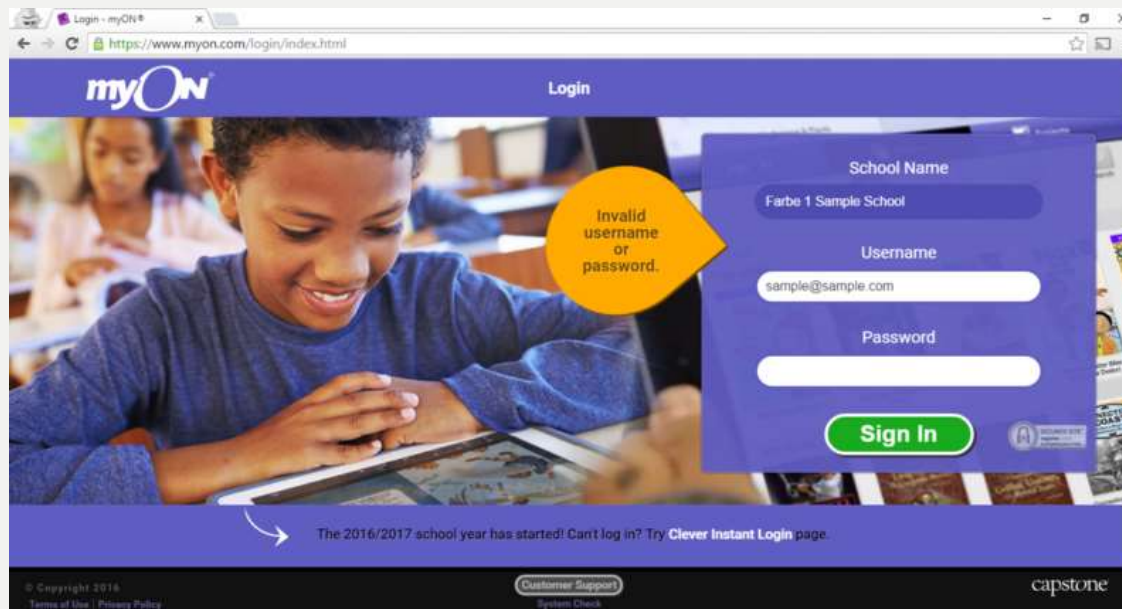 Login - myON®
https://www.myon.com/login/index.html
myON®
Login
School Name
Farbe 1 Sample School
Invalid
username
or
password.
Username
sample@sample.com
Password
Sign In
The 2016/2017 school year has started! Can't log in? Try Clever Instant Login page.
© Copyright 2016
Terms of Use | Privacy Policy
Customer Support
System Check
capstone